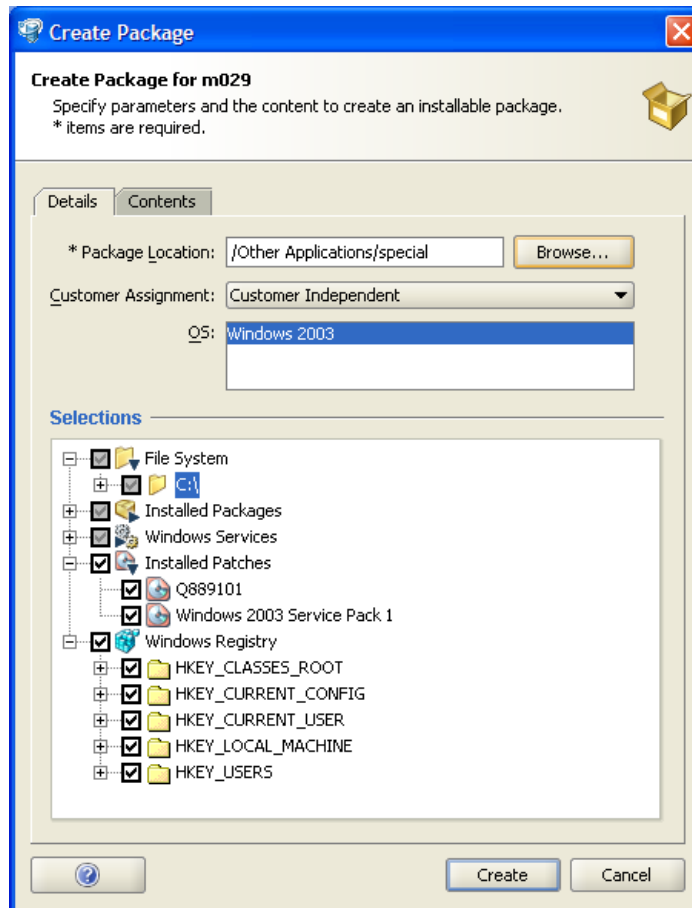 Create Package
Create Package for m029
Specify parameters and the content to create an installable package.
* items are required.
Details Contents
* Package Location: /Other Applications/special Browse...
Customer Assignment: Customer Independent
OS: Windows 2003
Selections
File System
C:\
Installed Packages
Windows Services
Installed Patches
Q889101
Windows 2003 Service Pack 1
Windows Registry
HKEY_CLASSES_ROOT
HKEY_CURRENT_CONFIG
HKEY_CURRENT_USER
HKEY_LOCAL_MACHINE
HKEY_USERS
? Create Cancel